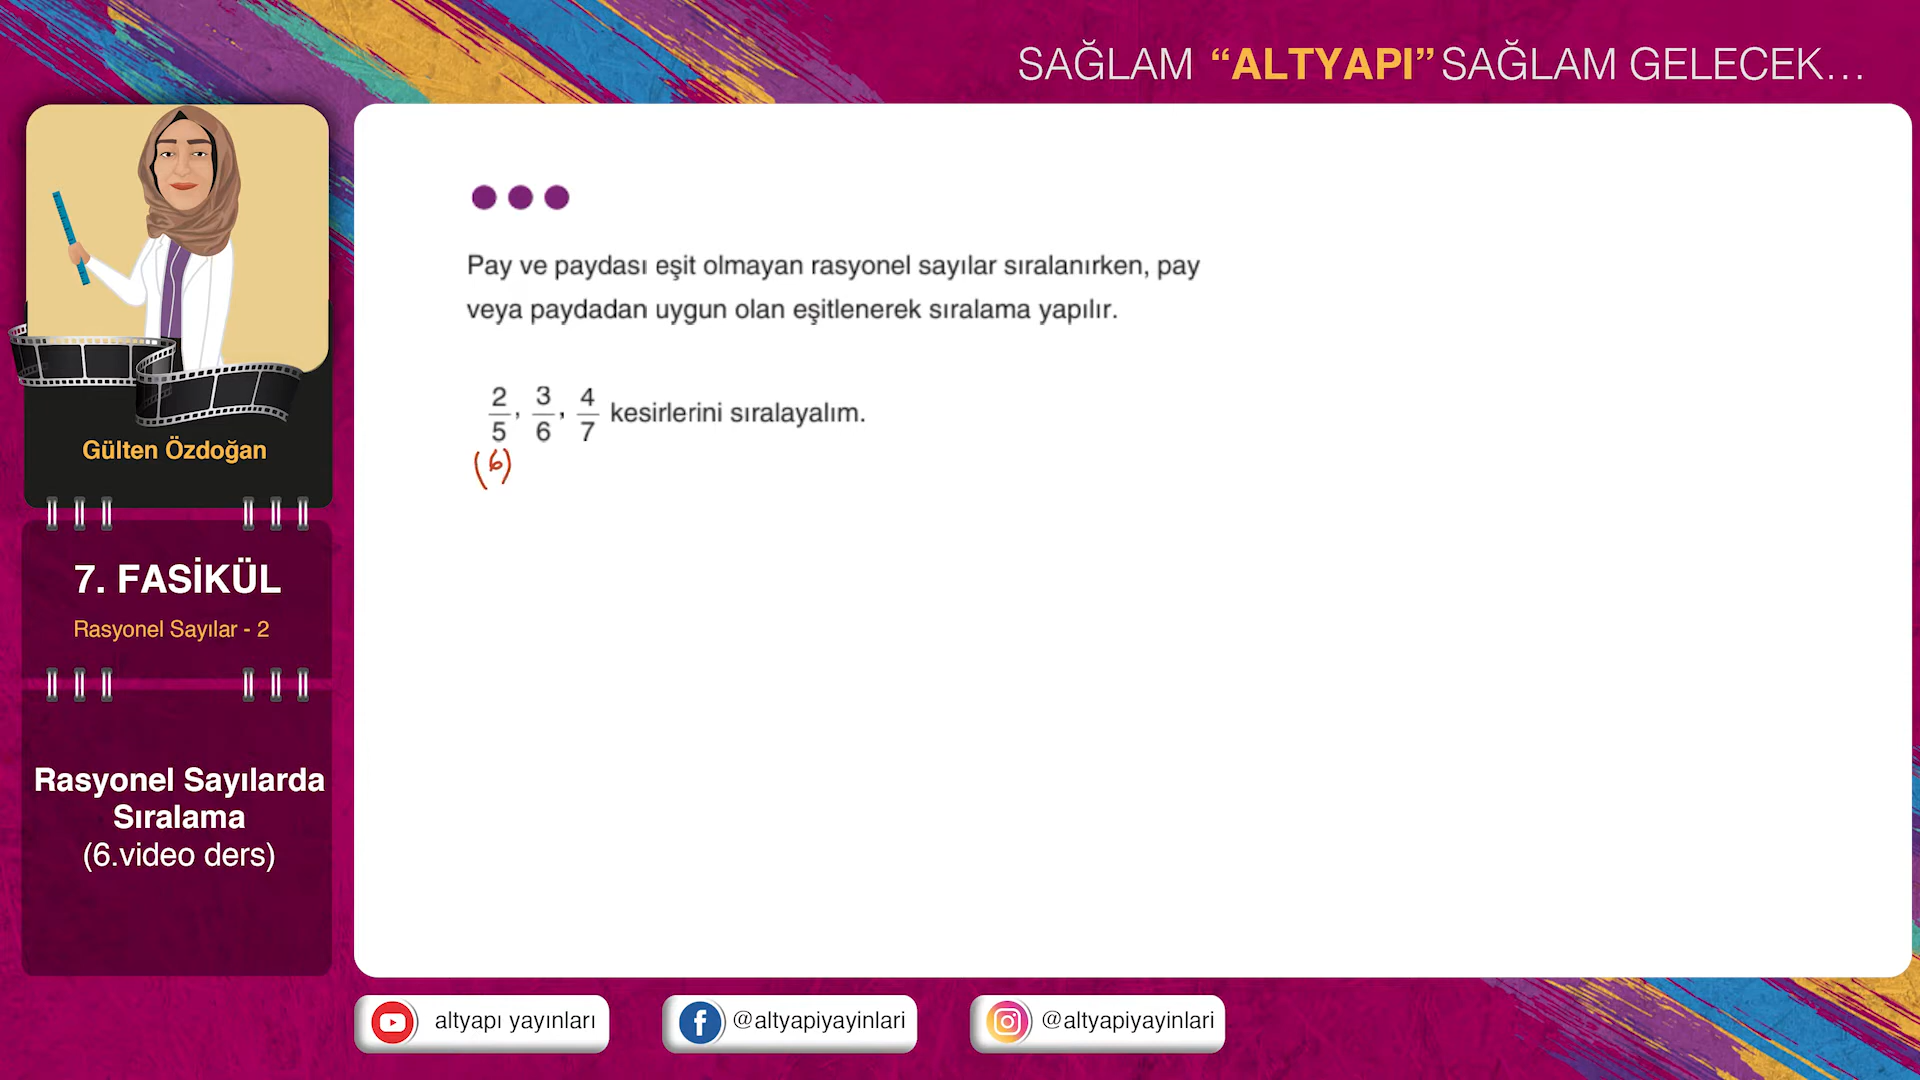 SAĞLAM “ALTYAPI” SAĞLAM GELECEK...
Gülten Özdoğan
7. FASİKÜL
Rasyonel Sayılar - 2
Rasyonel Sayılarda
Sıralama
(6.video ders)
Pay ve paydası eşit olmayan rasyonel sayılar sıralanırken, pay
veya paydadan uygun olan eşitlenerek sıralama yapılır.
2/5, 3/6, 4/7 kesirlerini sıralayalım.
(6)
altyapı yayınları
@altyapiyayinlari
@altyapiyayinlari